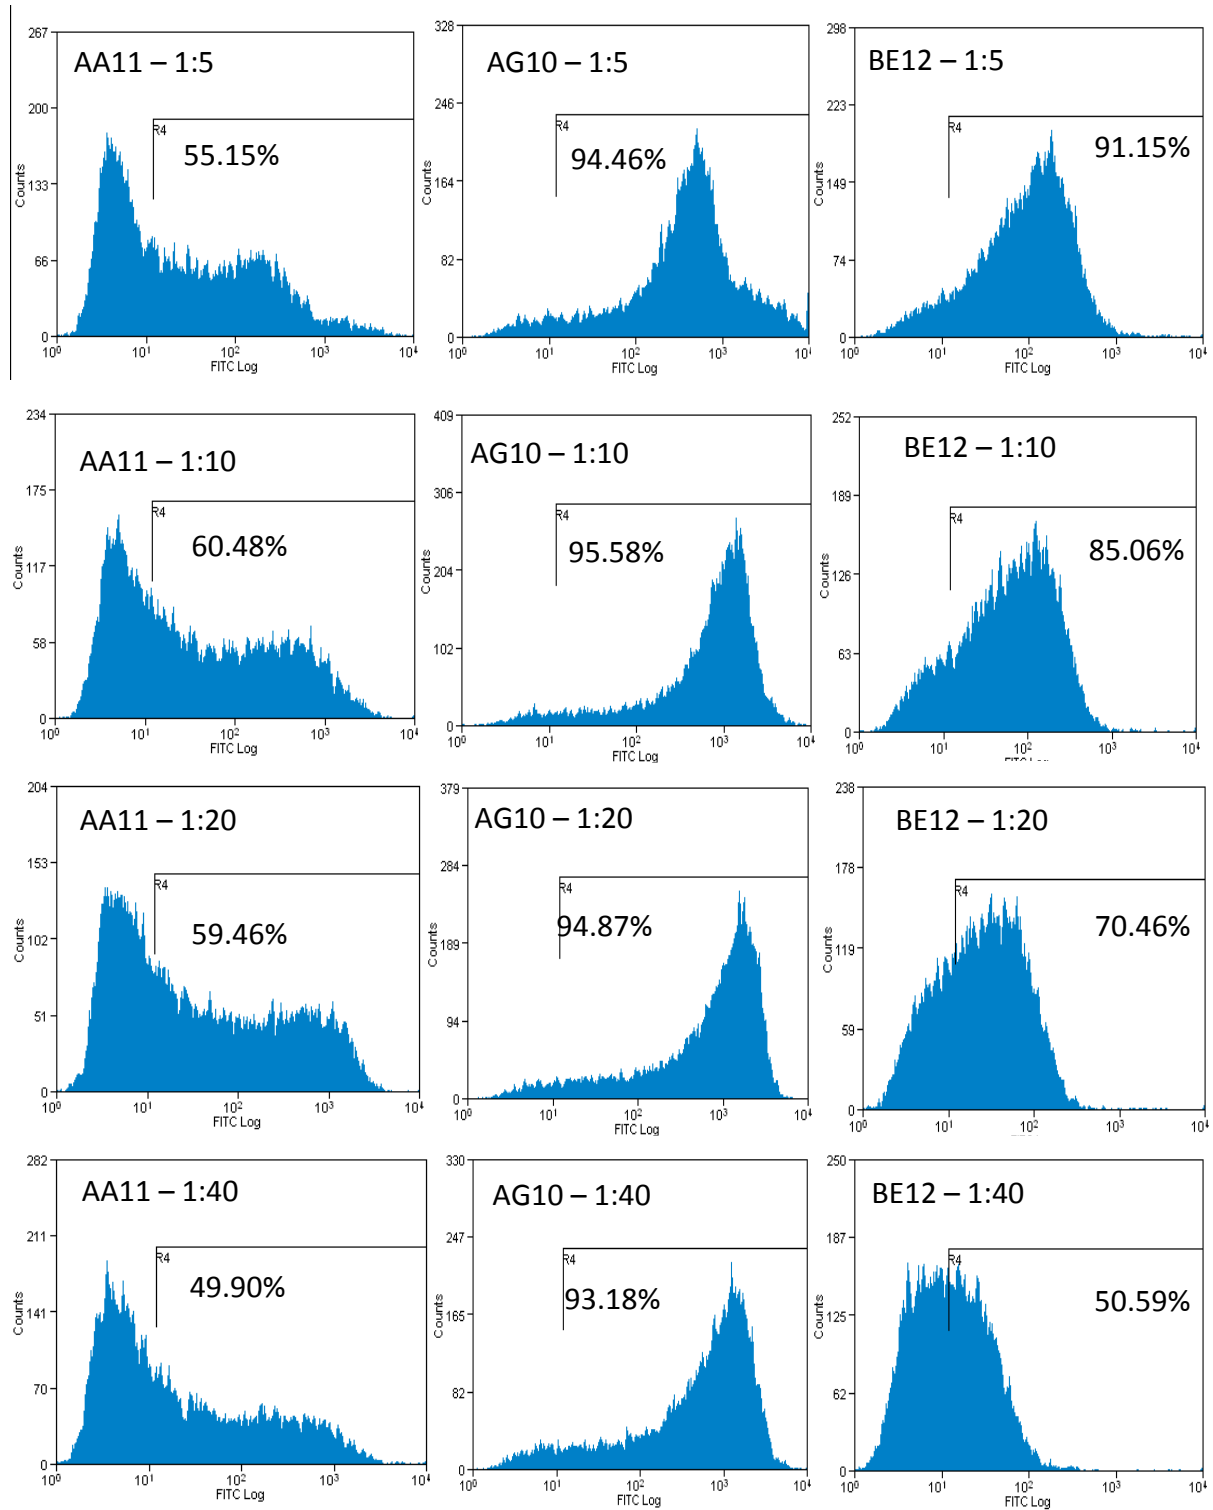 267
200
133
66
0
Counts
AA11 – 1:5
R4
55.15%
10⁰ 10¹ 10² 10³ 10⁴
FITC Log
328
246
164
82
0
Counts
AG10 – 1:5
R4
94.46%
10⁰ 10¹ 10² 10³
FITC Log
298
223
149
74
0
Counts
BE12 – 1:5
R4
91.15%
10⁰ 10¹ 10² 10³ 10⁴
FITC Log
234
175
117
58
0
Counts
AA11 – 1:10
R4
60.48%
10⁰ 10¹ 10² 10³ 10⁴
FITC Log
409
306
204
102
0
Counts
AG10 – 1:10
R4
95.58%
10⁰ 10¹ 10² 10³ 10⁴
FITC Log
252
189
126
63
0
Counts
BE12 – 1:10
R4
85.06%
10⁰ 10¹ 10² 10³ 10⁴
204
153
102
51
0
Counts
AA11 – 1:20
R4
59.46%
10⁰ 10¹ 10² 10³ 10⁴
FITC Log
379
284
189
94
0
Counts
AG10 – 1:20
R4
94.87%
10⁰ 10¹ 10² 10³ 10⁴
FITC Log
238
178
119
59
0
Counts
BE12 – 1:20
R4
70.46%
10⁰ 10¹ 10² 10³ 10⁴
282
211
141
70
0
Counts
AA11 – 1:40
R4
49.90%
10⁰ 10¹ 10² 10³ 10⁴
FITC Log
330
247
165
82
0
Counts
AG10 – 1:40
R4
93.18%
10⁰ 10¹ 10² 10³ 10⁴
FITC Log
250
187
125
62
0
Counts
BE12 – 1:40
R4
50.59%
10⁰ 10¹ 10² 10³ 10⁴
FITC Log